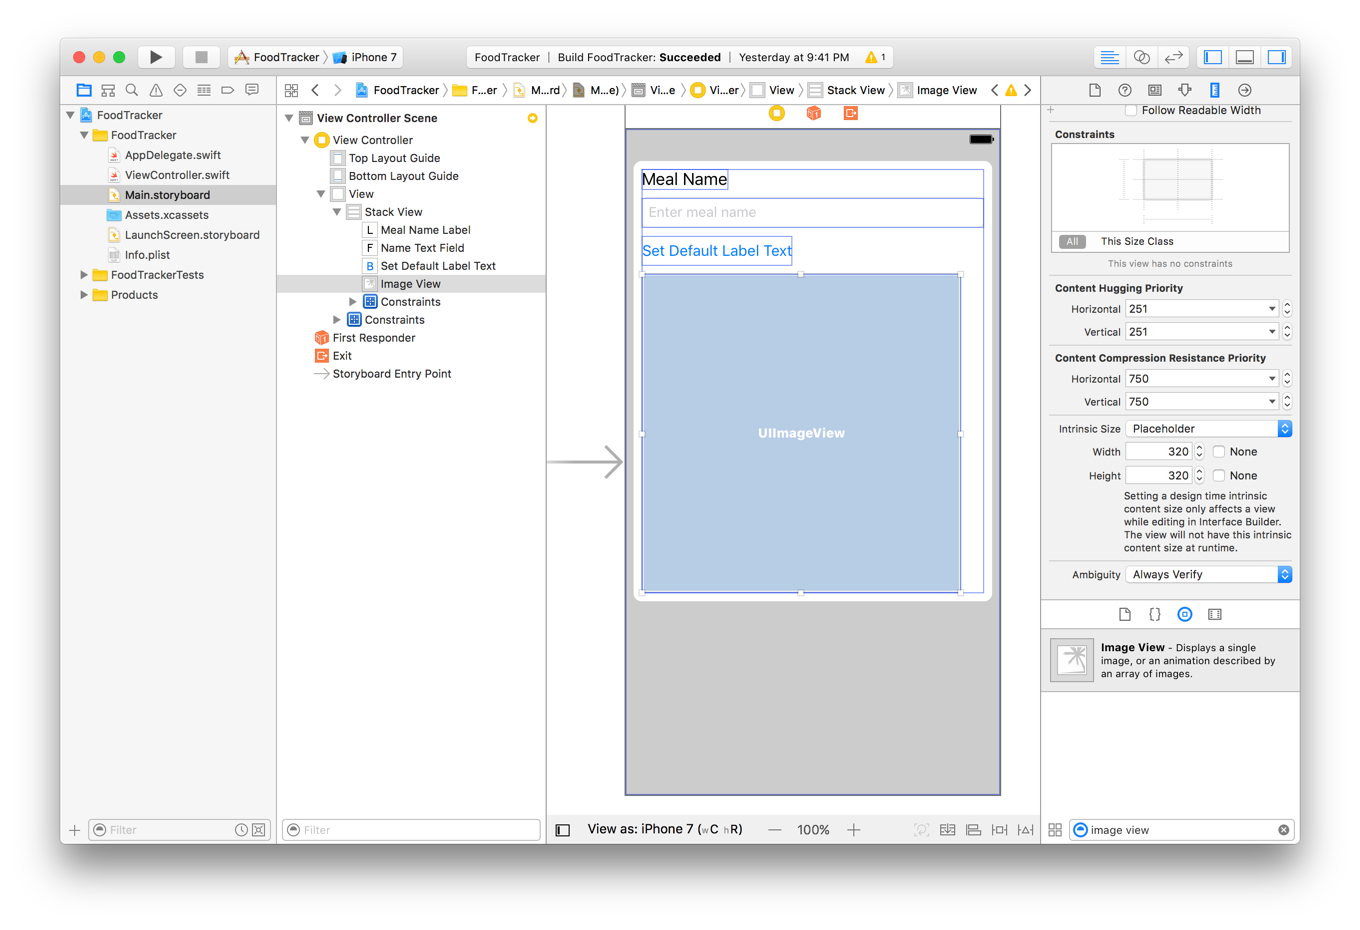 FoodTracker
iPhone 7
FoodTracker | Build FoodTracker: Succeeded | Yesterday at 9:41 PM
1
FoodTracker
F...er
M...rd
M...e)
Vi...e
Vi...er
View
Stack View
Image View
FoodTracker
FoodTracker
AppDelegate.swift
ViewController.swift
Main.storyboard
Assets.xcassets
LaunchScreen.storyboard
Info.plist
FoodTrackerTests
Products
Filter
View Controller Scene
View Controller
Top Layout Guide
Bottom Layout Guide
View
Stack View
L Meal Name Label
F Name Text Field
B Set Default Label Text
Image View
Constraints
Constraints
First Responder
Exit
Storyboard Entry Point
Filter
Meal Name
Enter meal name
Set Default Label Text
UIImageView
View as: iPhone 7 (wC hR)
100%
Follow Readable Width
Constraints
All This Size Class
This view has no constraints
Content Hugging Priority
Horizontal 251
Vertical 251
Content Compression Resistance Priority
Horizontal 750
Vertical 750
Intrinsic Size Placeholder
Width 320 None
Height 320 None
Setting a design time intrinsic
content size only affects a view
while editing in Interface Builder.
The view will not have this intrinsic
content size at runtime.
Ambiguity Always Verify
Image View - Displays a single
image, or an animation described by
an array of images.
image view